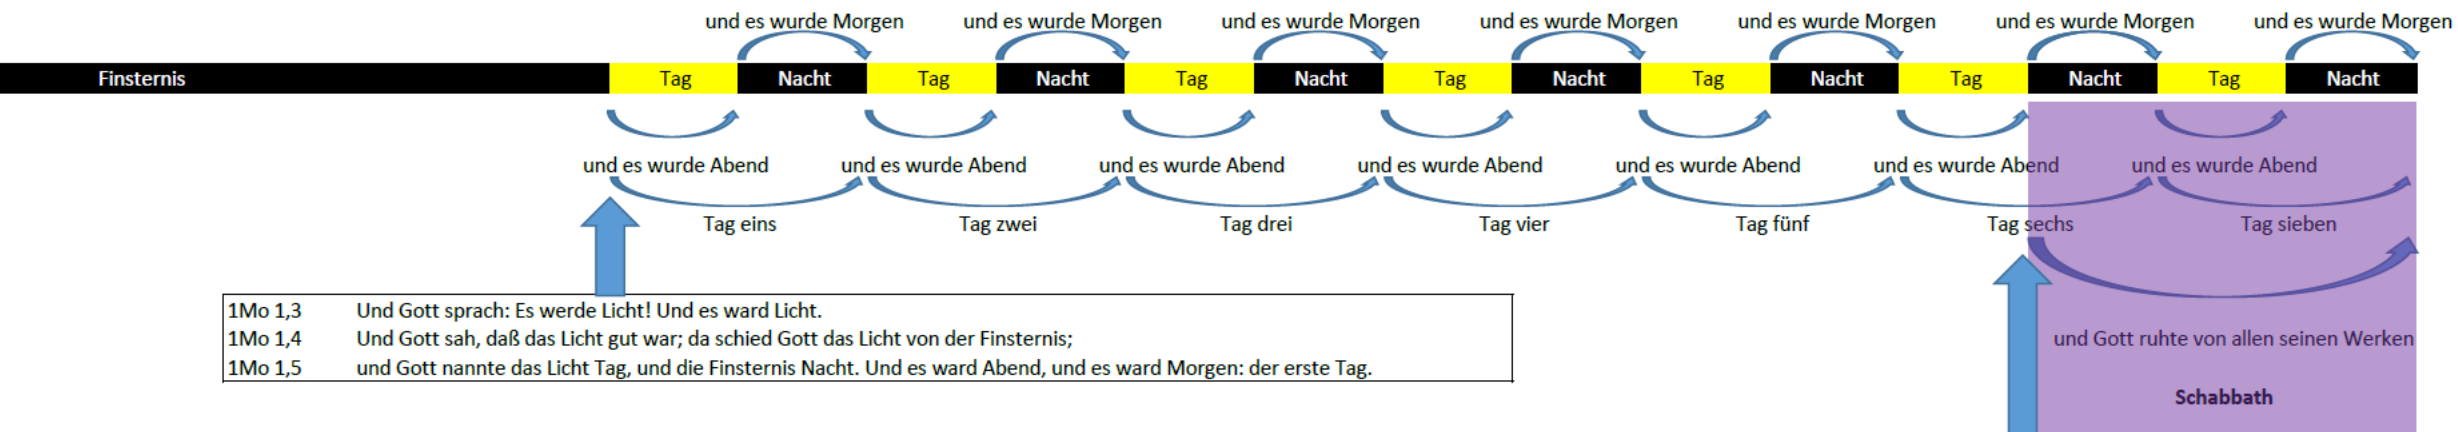 und es wurde Morgen und es wurde Morgen und es wurde Morgen und es wurde Morgen und es wurde Morgen und es wurde Morgen und es wurde Morgen
Finsternis Tag Nacht Tag Nacht Tag Nacht Tag Nacht Tag Nacht Tag Nacht Tag Nacht
und es wurde Abend und es wurde Abend und es wurde Abend und es wurde Abend und es wurde Abend und es wurde Abend und es wurde Abend
Tag eins Tag zwei Tag drei Tag vier Tag fünf Tag sechs Tag sieben
1Mo 1,3 Und Gott sprach: Es werde Licht! Und es ward Licht.
1Mo 1,4 Und Gott sah, daß das Licht gut war; da schied Gott das Licht von der Finsternis;
1Mo 1,5 und Gott nannte das Licht Tag, und die Finsternis Nacht. Und es ward Abend, und es ward Morgen: der erste Tag.
und Gott ruhte von allen seinen Werken
Schabbath